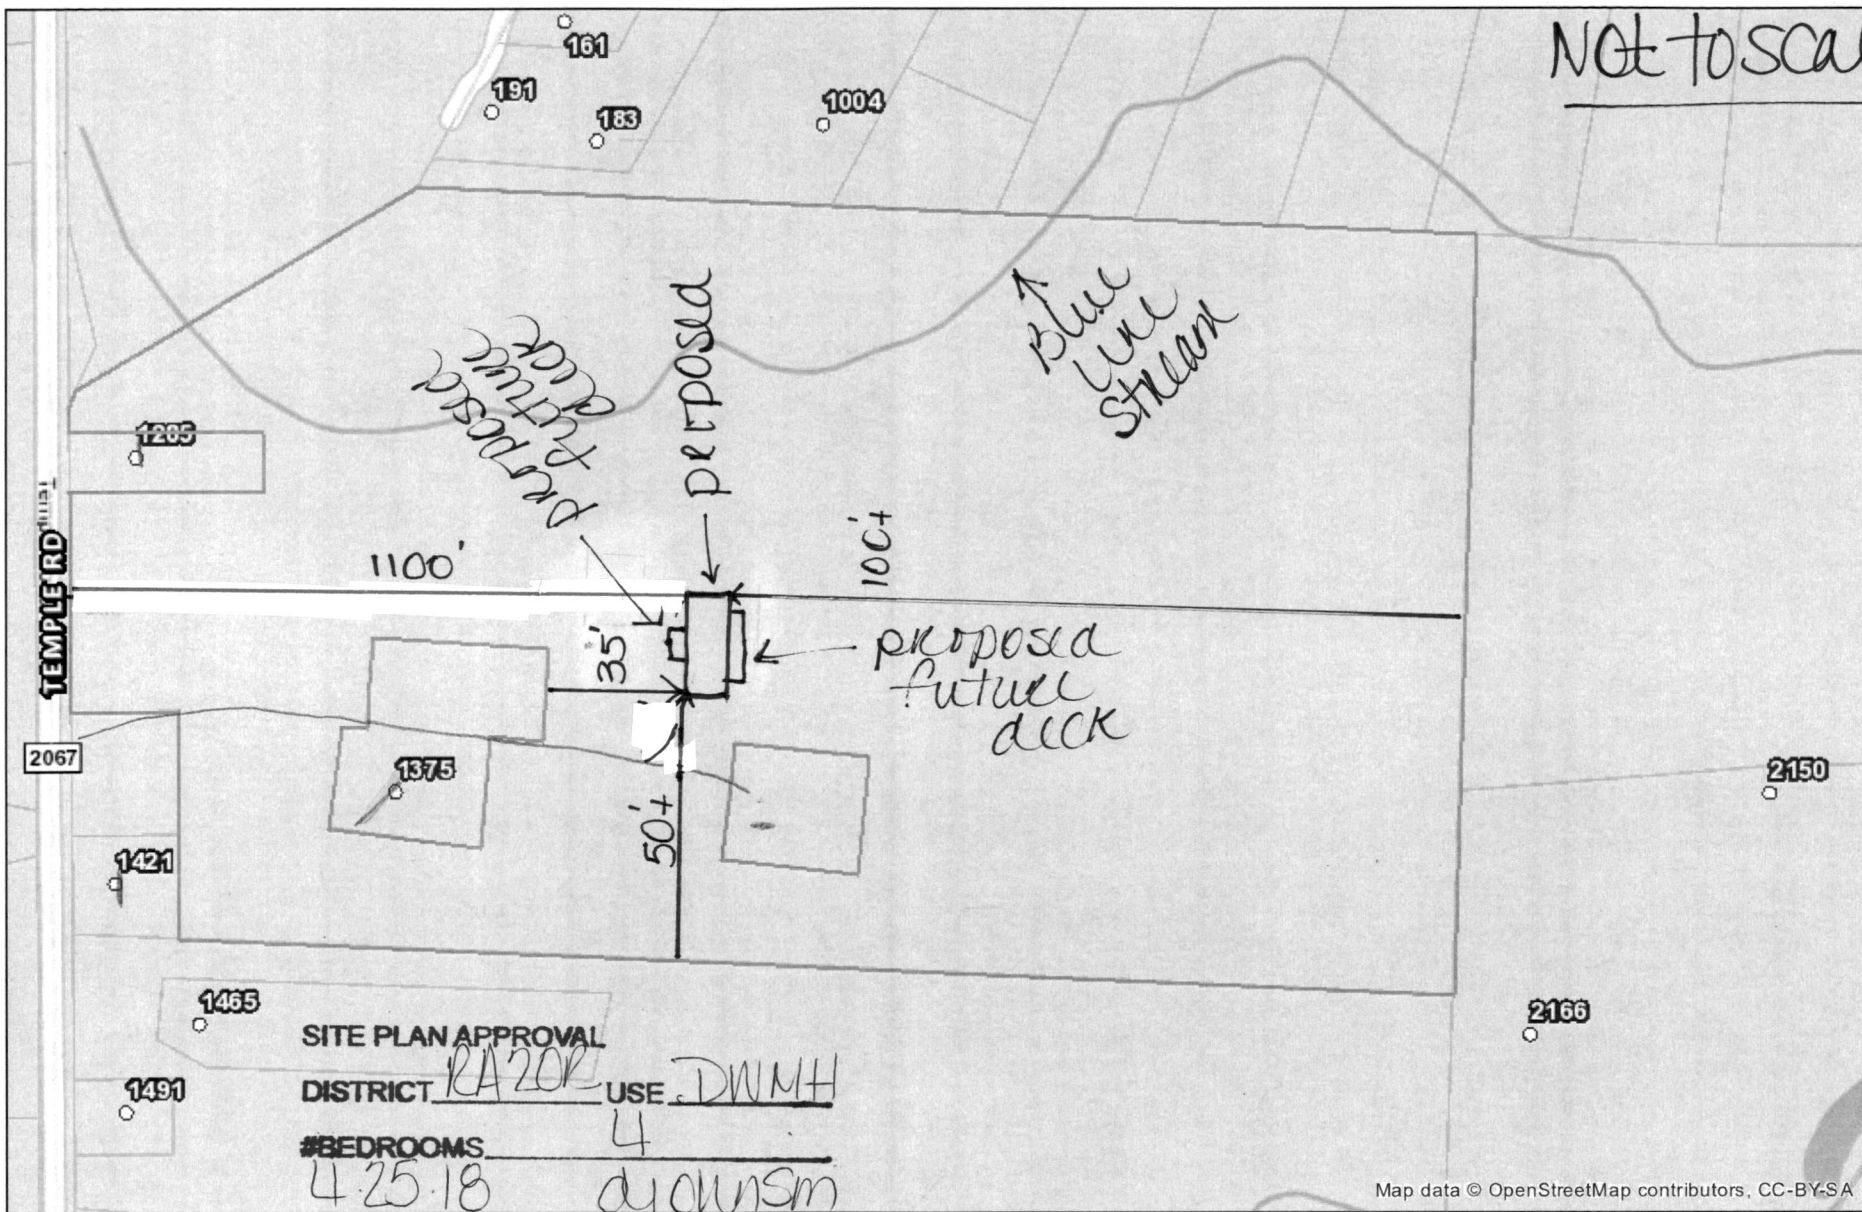 Not to scal
161
191
183
1004
Blue
Line
Stream
proposed
future
deck
proposed
1285
TEMPLE RD
1100'
100'+
35'
proposed
future
deck
2067
1375
2150
50'+
1421
1465
2166
SITE PLAN APPROVAL
DISTRICT RA20R USE DWMH
1491
#BEDROOMS 4
4.25.18
Map data © OpenStreetMap contributors, CC-BY-SA